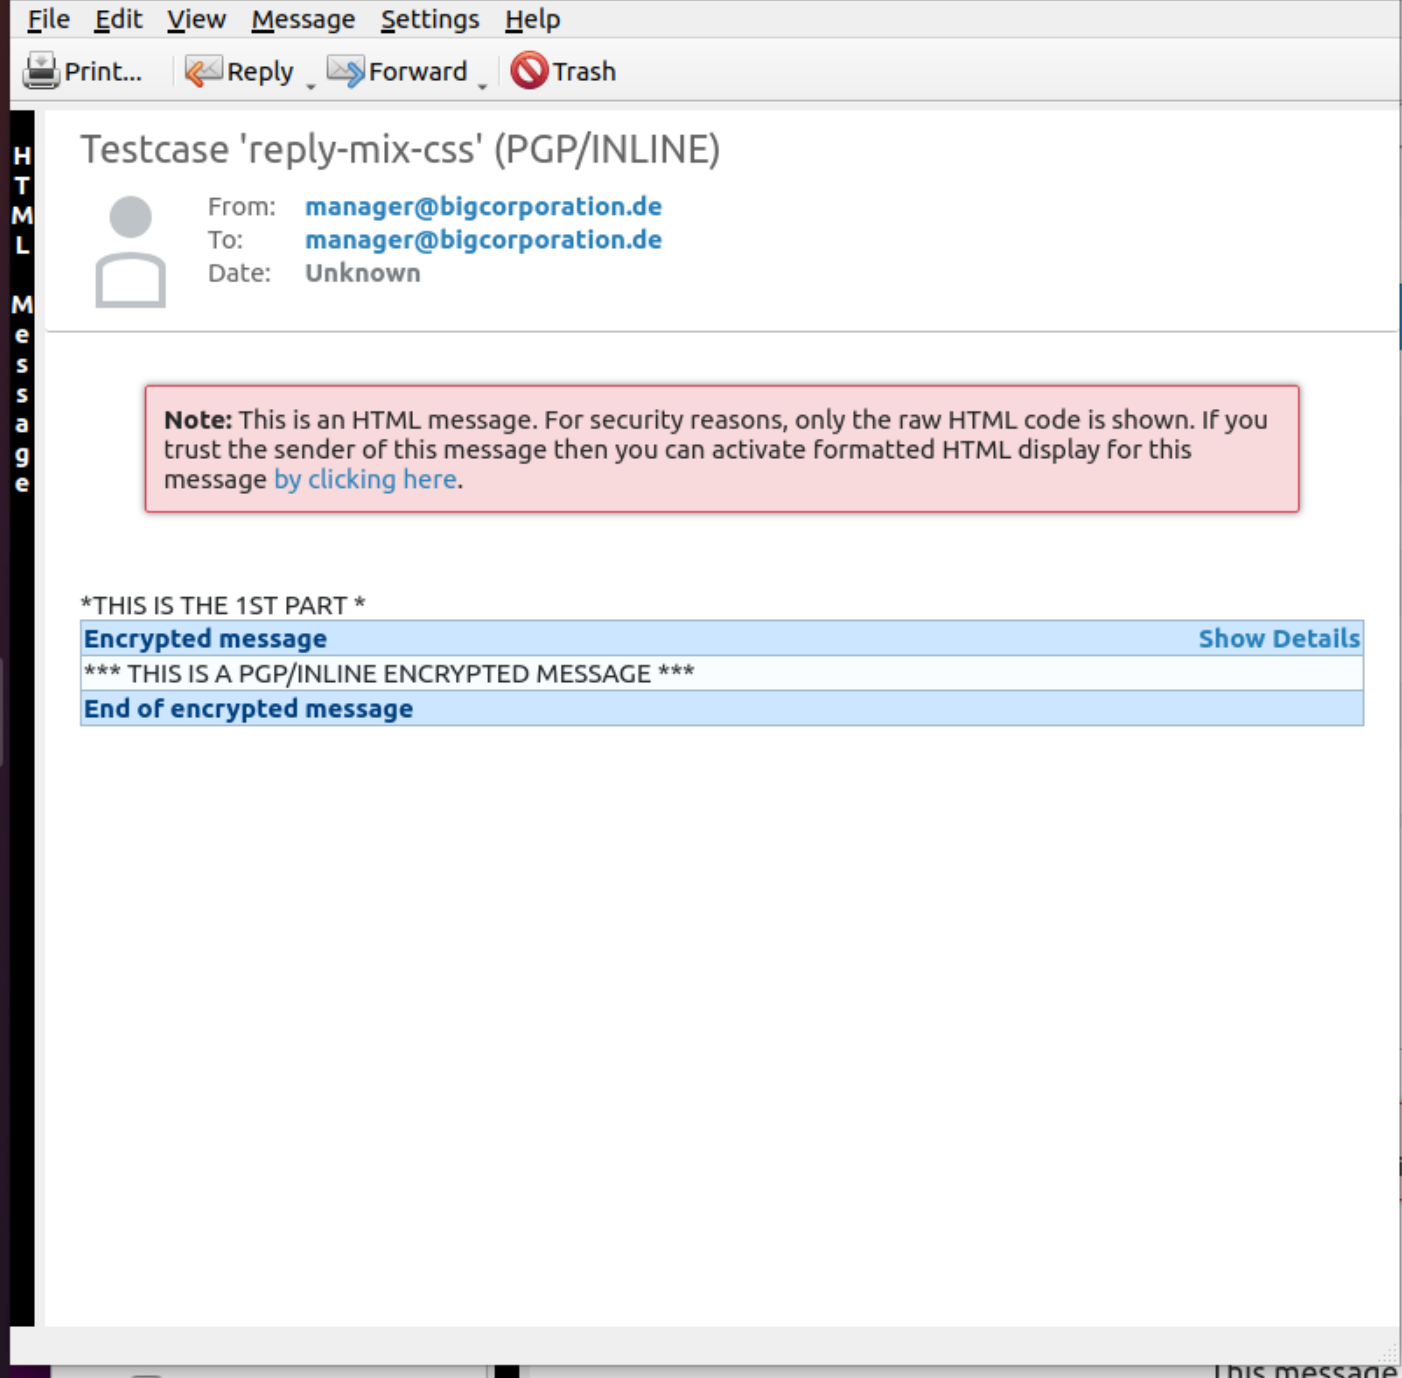 File Edit View Message Settings Help
Print... Reply Forward Trash
HTML Message
Testcase 'reply-mix-css' (PGP/INLINE)
From: manager@bigcorporation.de
To: manager@bigcorporation.de
Date: Unknown
Note: This is an HTML message. For security reasons, only the raw HTML code is shown. If you
trust the sender of this message then you can activate formatted HTML display for this
message by clicking here.
*THIS IS THE 1ST PART *
Encrypted message Show Details
*** THIS IS A PGP/INLINE ENCRYPTED MESSAGE ***
End of encrypted message
This message